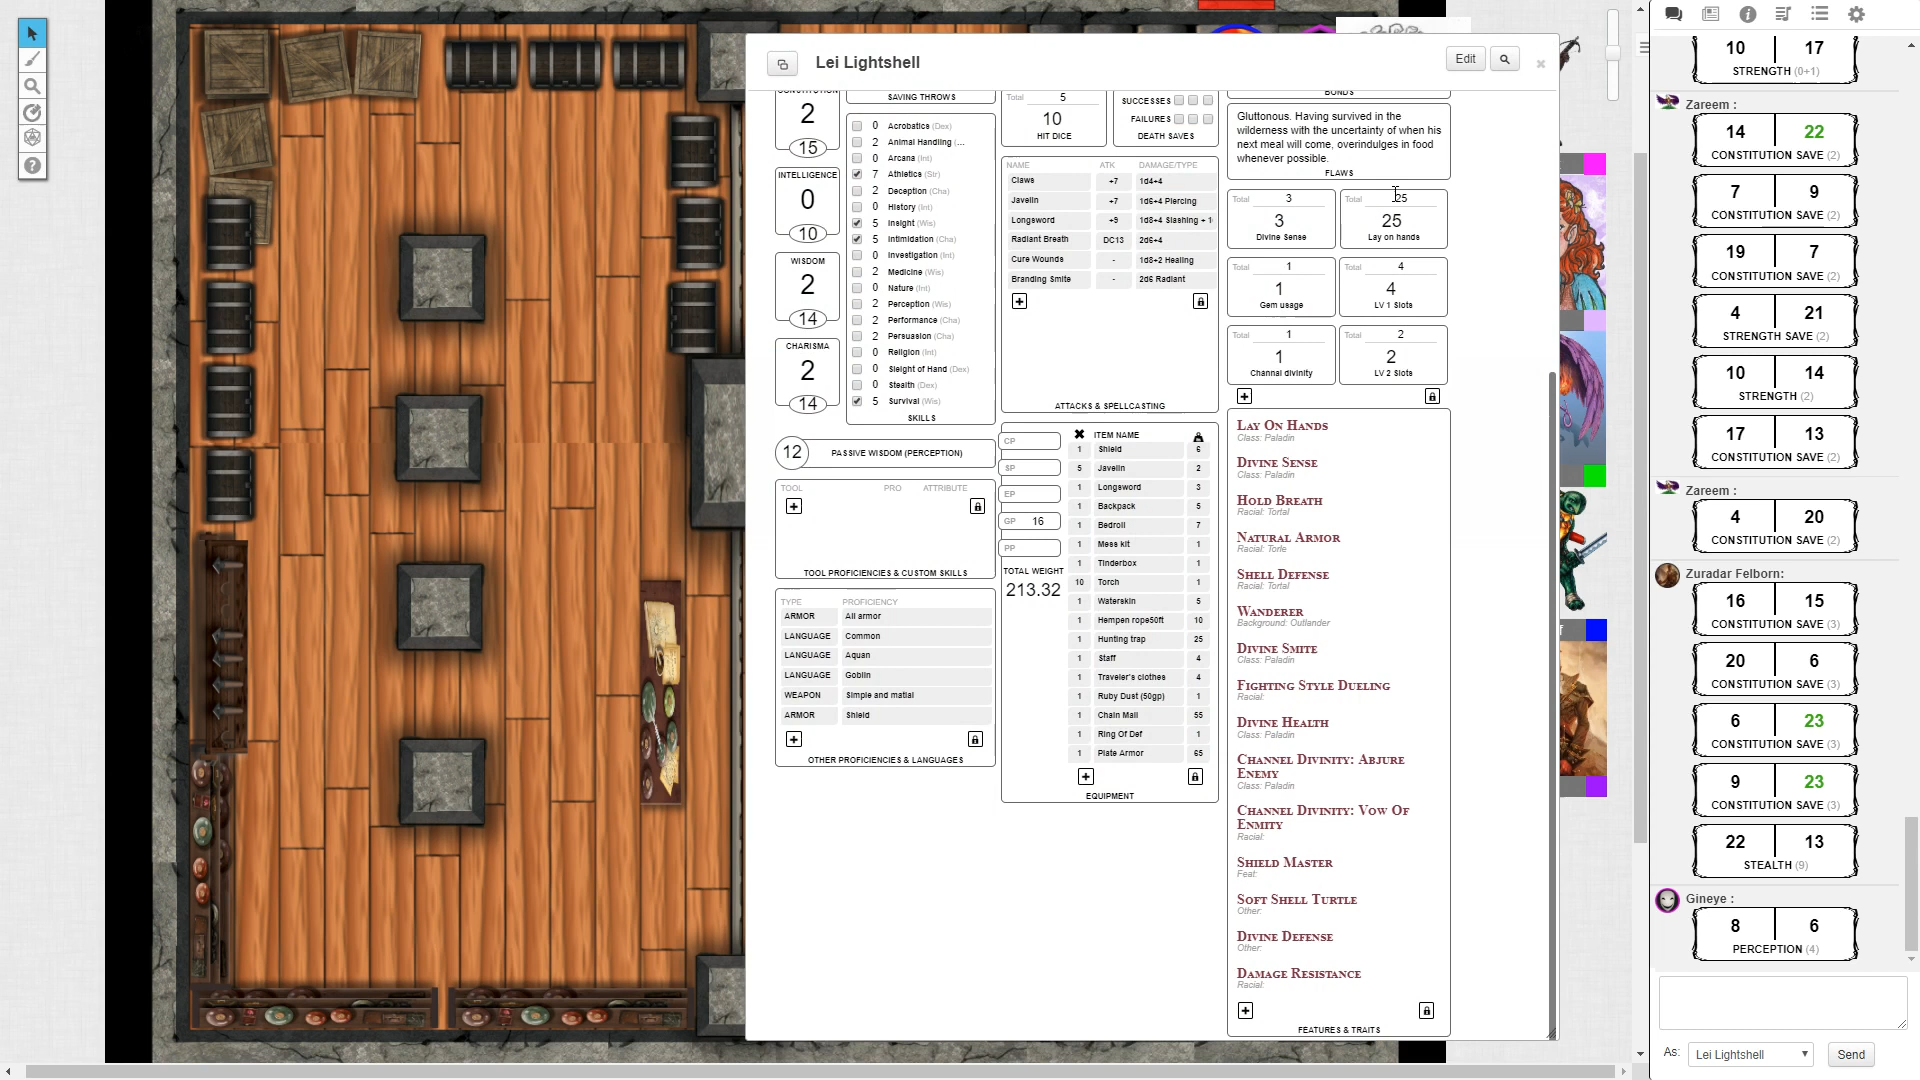 Lei Lightshell
Edit
2
15
SAVING THROWS
INTELLIGENCE
0
10
WISDOM
2
14
CHARISMA
2
14
0 Acrobatics (Dex)
2 Animal Handling (...
0 Arcana (Int)
7 Athletics (Str)
2 Deception (Cha)
0 History (Int)
5 Insight (Wis)
5 Intimidation (Cha)
0 Investigation (Int)
2 Medicine (Wis)
0 Nature (Int)
2 Perception (Wis)
2 Performance (Cha)
2 Persuasion (Cha)
0 Religion (Int)
0 Sleight of Hand (Dex)
0 Stealth (Dex)
5 Survival (Wis)
SKILLS
12 PASSIVE WISDOM (PERCEPTION)
TOOL PRO ATTRIBUTE
TOOL PROFICIENCIES & CUSTOM SKILLS
TYPE PROFICIENCY
ARMOR All armor
LANGUAGE Common
LANGUAGE Aquan
LANGUAGE Goblin
WEAPON Simple and matial
ARMOR Shield
OTHER PROFICIENCIES & LANGUAGES
Total 5
10
HIT DICE
SUCCESSES
FAILURES
DEATH SAVES
NAME ATK DAMAGE/TYPE
Claws +7 1d4+4
Javelin +7 1d6+4 Piercing
Longsword +9 1d8+4 Slashing + 1
Radiant Breath DC13 2d6+4
Cure Wounds - 1d8+2 Healing
Branding Smite - 2d6 Radiant
ATTACKS & SPELLCASTING
CP
SP
EP
GP 16
PP
TOTAL WEIGHT
213.32
ITEM NAME
1 Shield 6
5 Javelin 2
1 Longsword 3
1 Backpack 5
1 Bedroll 7
1 Mess kit 1
1 Tinderbox 1
10 Torch 1
1 Waterskin 5
1 Hempen rope50ft 10
1 Hunting trap 25
1 Staff 4
1 Traveler's clothes 4
1 Ruby Dust (50gp) 1
1 Chain Mail 55
1 Ring Of Def 1
1 Plate Armor 65
EQUIPMENT
BONDS
Gluttonous. Having survived in the
wilderness with the uncertainty of when his
next meal will come, overindulges in food
whenever possible.
FLAWS
Total 3
3
Divine Sense
Total 25
25
Lay on hands
Total 1
1
Gem usage
Total 4
4
LV 1 Slots
Total 1
1
Channal divinity
Total 2
2
LV 2 Slots
LAY ON HANDS
Class: Paladin
DIVINE SENSE
Class: Paladin
HOLD BREATH
Racial: Tortal
NATURAL ARMOR
Racial: Torle
SHELL DEFENSE
Racial: Tortal
WANDERER
Background: Outlander
DIVINE SMITE
Class: Paladin
FIGHTING STYLE DUELING
Racial:
DIVINE HEALTH
Class: Paladin
CHANNEL DIVINITY: ABJURE
ENEMY
Class: Paladin
CHANNEL DIVINITY: VOW OF
ENMITY
Racial:
SHIELD MASTER
Feat:
SOFT SHELL TURTLE
Other:
DIVINE DEFENSE
Other:
DAMAGE RESISTANCE
Racial:
FEATURES & TRAITS
10 17
STRENGTH (0+1)
Zareem :
14 22
CONSTITUTION SAVE (2)
7 9
CONSTITUTION SAVE (2)
19 7
CONSTITUTION SAVE (2)
4 21
STRENGTH SAVE (2)
10 14
STRENGTH (2)
17 13
CONSTITUTION SAVE (2)
Zareem :
4 20
CONSTITUTION SAVE (2)
Zuradar Felborn:
16 15
CONSTITUTION SAVE (3)
20 6
CONSTITUTION SAVE (3)
6 23
CONSTITUTION SAVE (3)
9 23
CONSTITUTION SAVE (3)
22 13
STEALTH (9)
Gineye :
8 6
PERCEPTION (4)
As: Lei Lightshell
Send